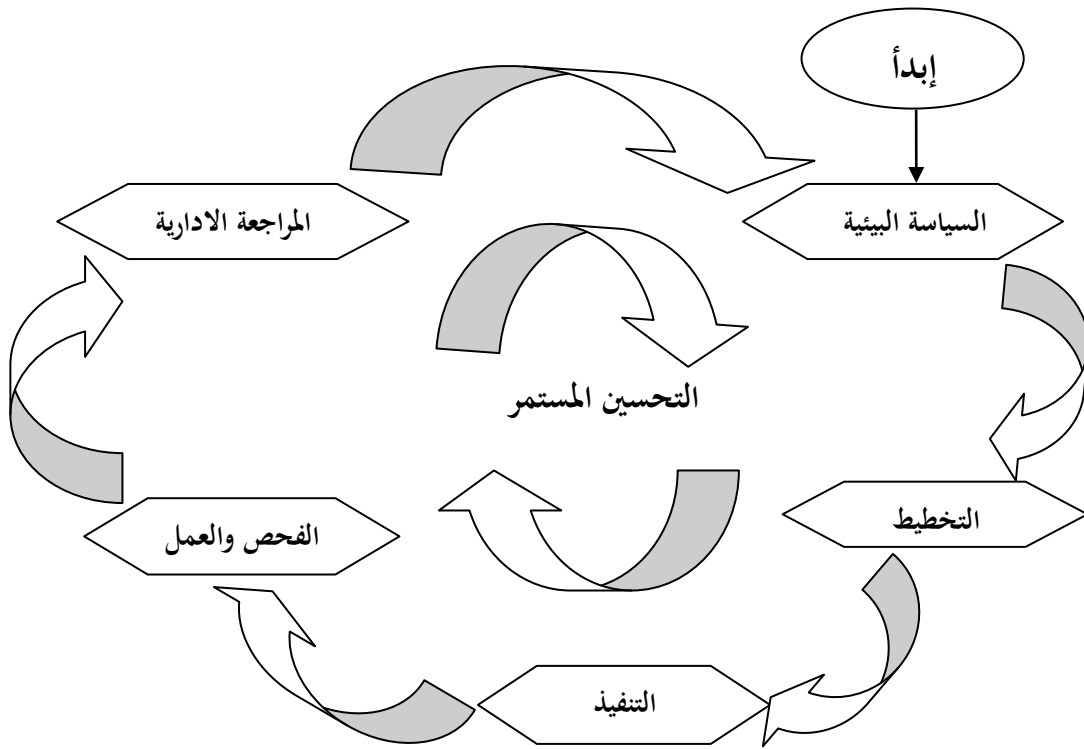 إبدأ
السياسة البيئية
المراجعة الادارية
التحسين المستمر
التخطيط
الفحص والعمل
التنفيذ